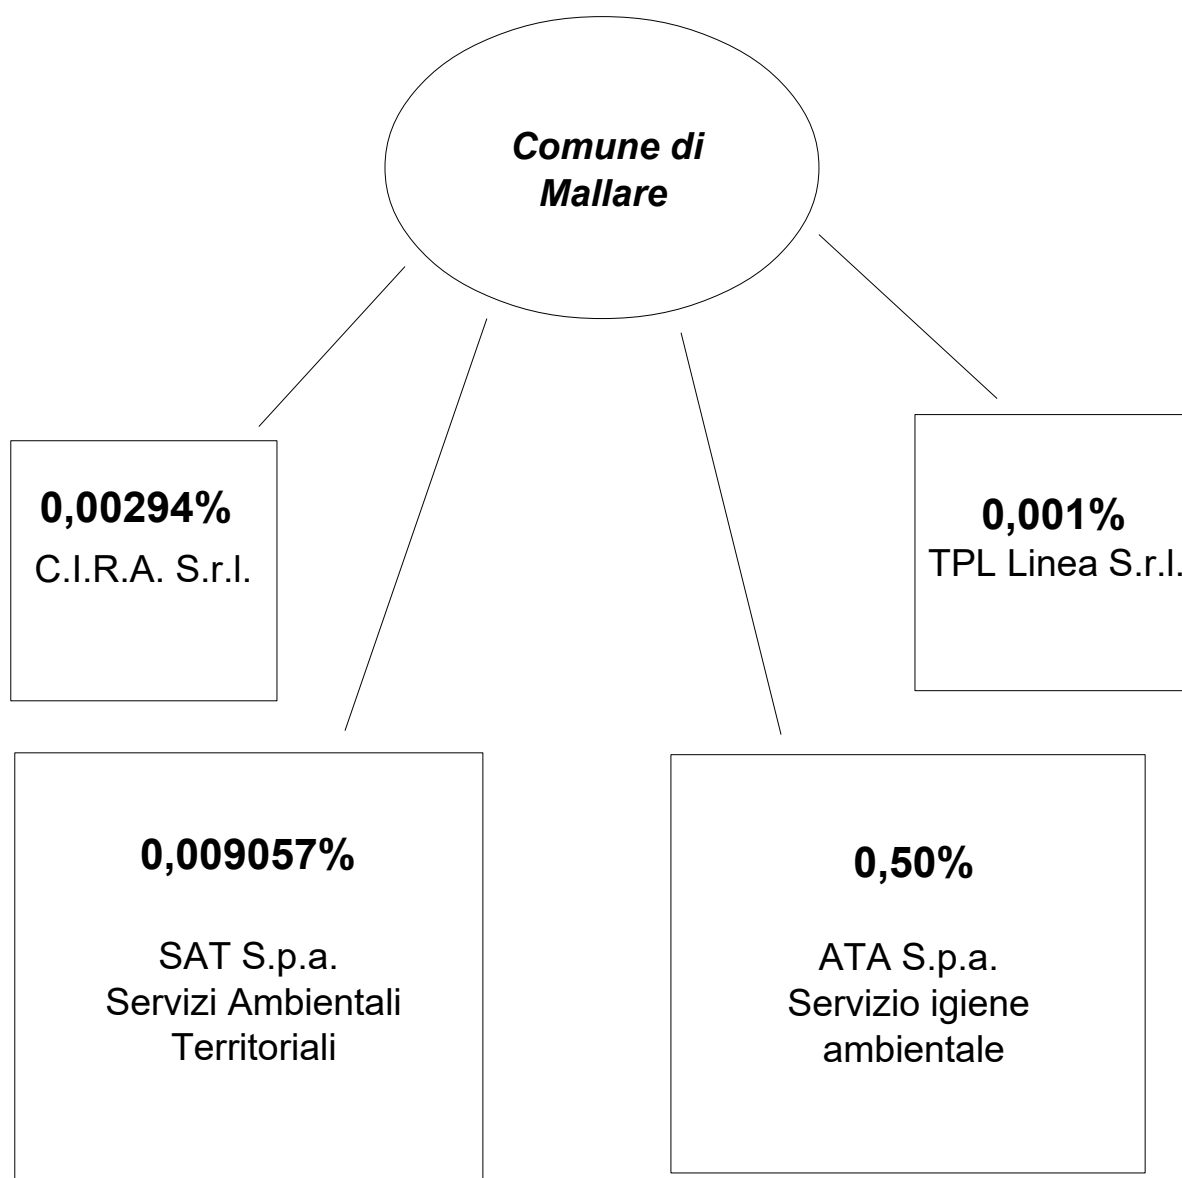 Comune di
Mallare
0,00294%
C.I.R.A. S.r.l.
0,001%
TPL Linea S.r.l.
0,009057%
SAT S.p.a.
Servizi Ambientali
Territoriali
0,50%
ATA S.p.a.
Servizio igiene
ambientale